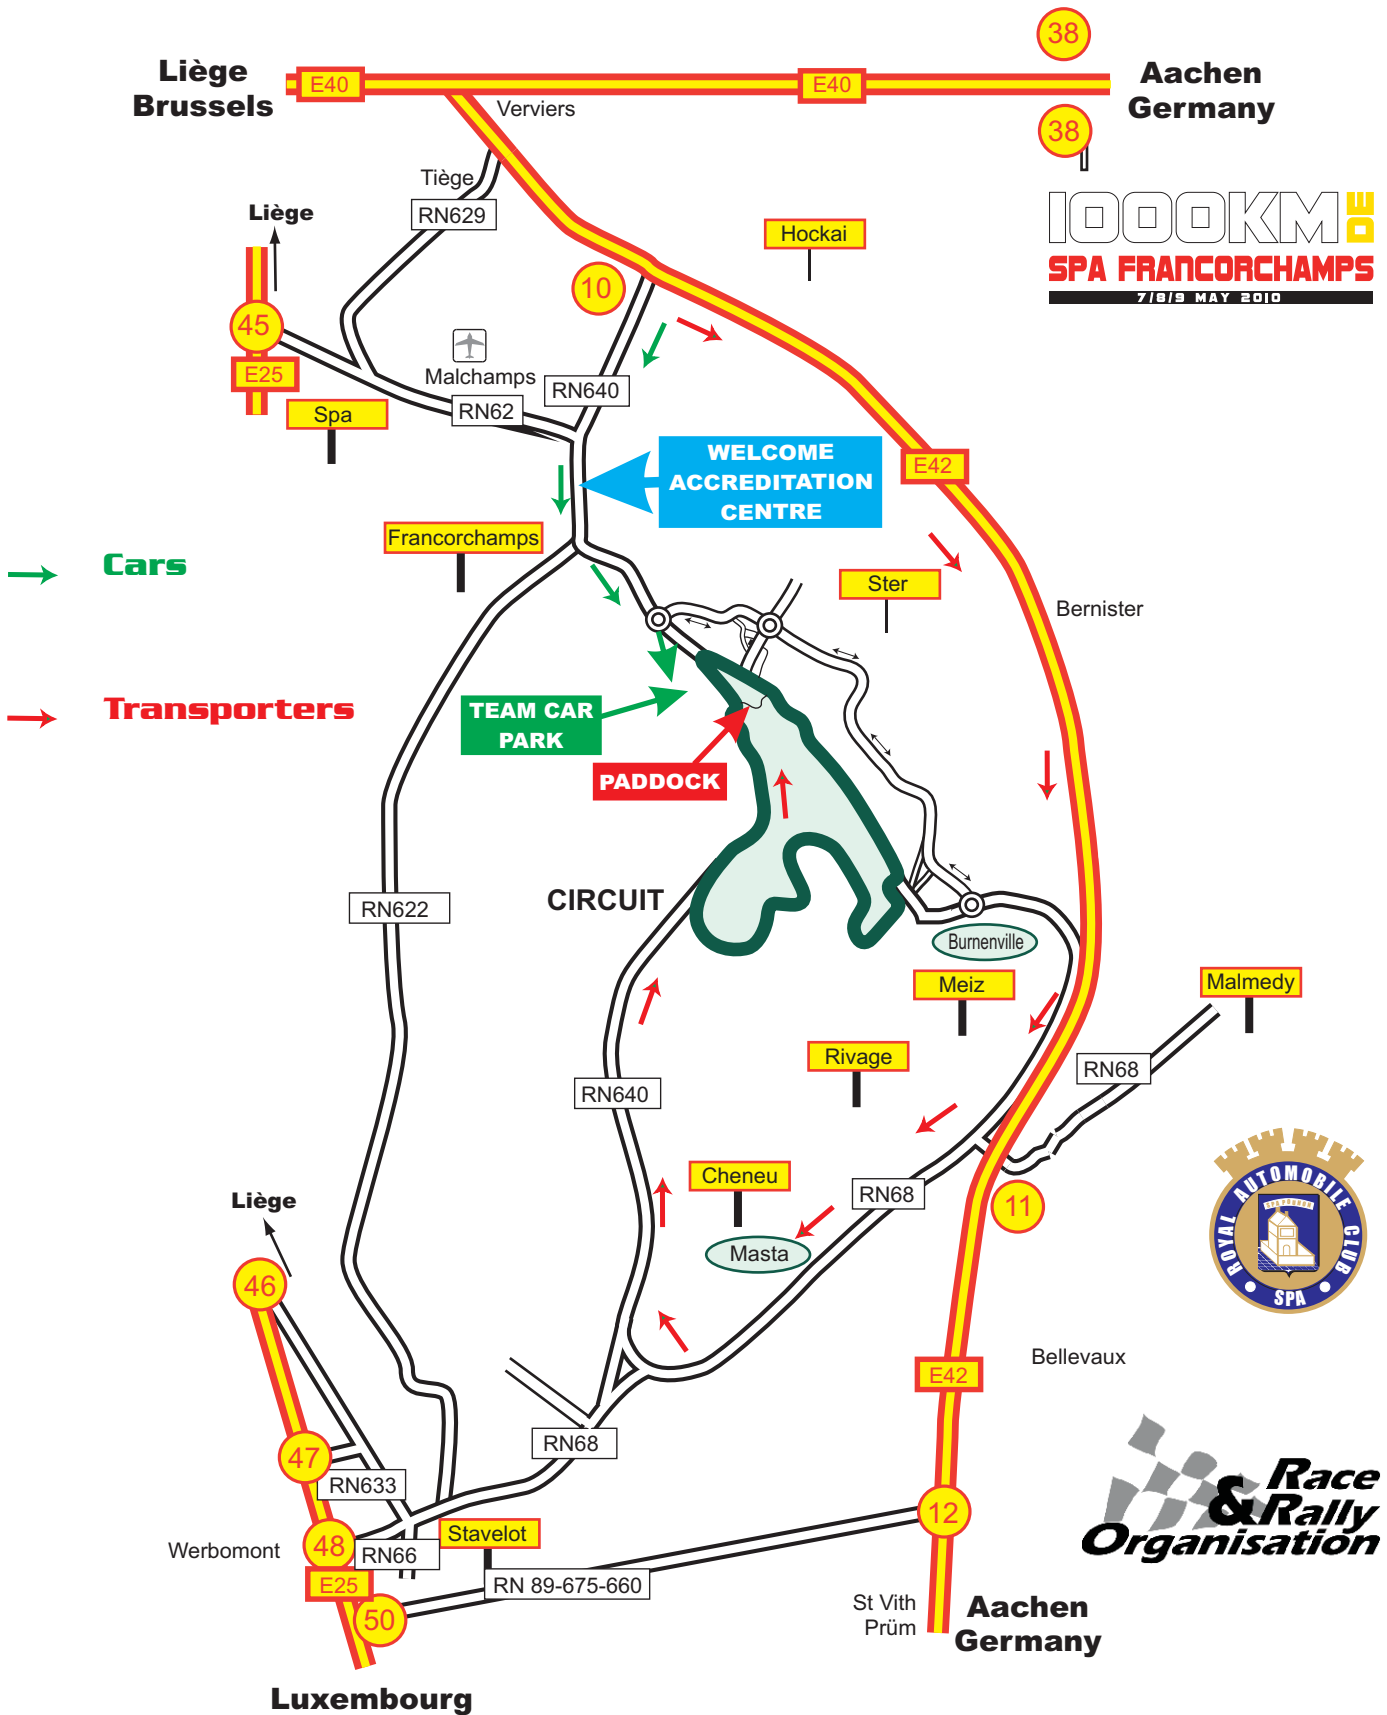 38
Liège
Brussels
E40
E40
Aachen
Germany
Verviers
38
Tiège
RN629
Liège
1000KM DE
SPA FRANCORCHAMPS
7/8/9 MAY 2010
Hockai
10
45
E25
Malchamps
RN640
RN62
Spa
WELCOME
ACCREDITATION
CENTRE
E42
Francorchamps
Cars
Ster
Bernister
Transporters
TEAM CAR
PARK
PADDOCK
CIRCUIT
RN622
Burnenville
Meiz
Malmedy
Rivage
RN68
RN640
Cheneu
RN68
11
Masta
Liège
46
ROYAL AUTOMOBILE CLUB
SPA
Bellevaux
E42
RN68
47
RN633
Race
& Rally
Organisation
12
Stavelot
48
Werbomont
RN66
E25
RN 89-675-660
50
St Vith
Prüm
Aachen
Germany
Luxembourg